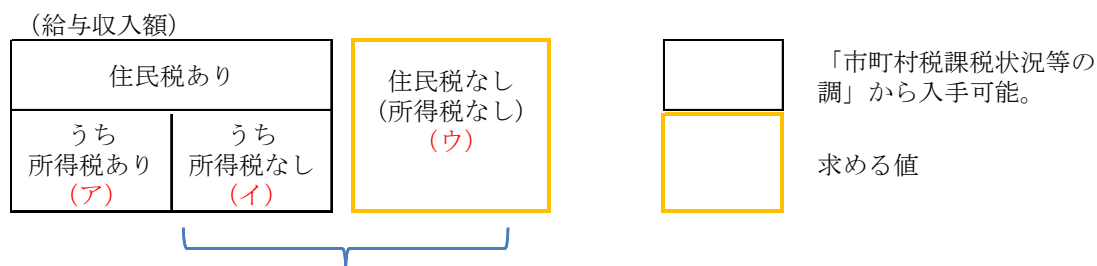 （給与収入額）
住民税あり
うち
所得税あり
（ア）
うち
所得税なし
（イ）
住民税なし
（所得税なし）
（ウ）
「市町村税課税状況等の
調」から入手可能。
求める値